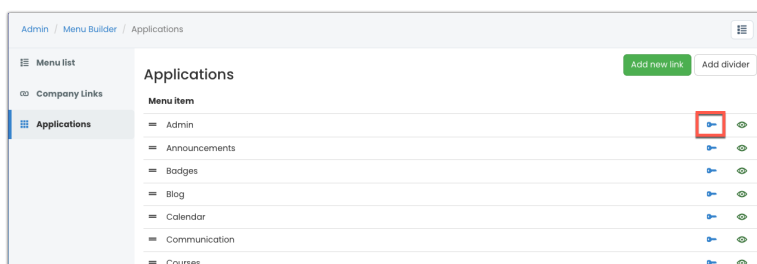 Admin / Menu Builder / Applications
Menu list
Company Links
Applications
Applications
Add new link
Add divider
Menu item
Admin
Announcements
Badges
Blog
Calendar
Communication
Courses